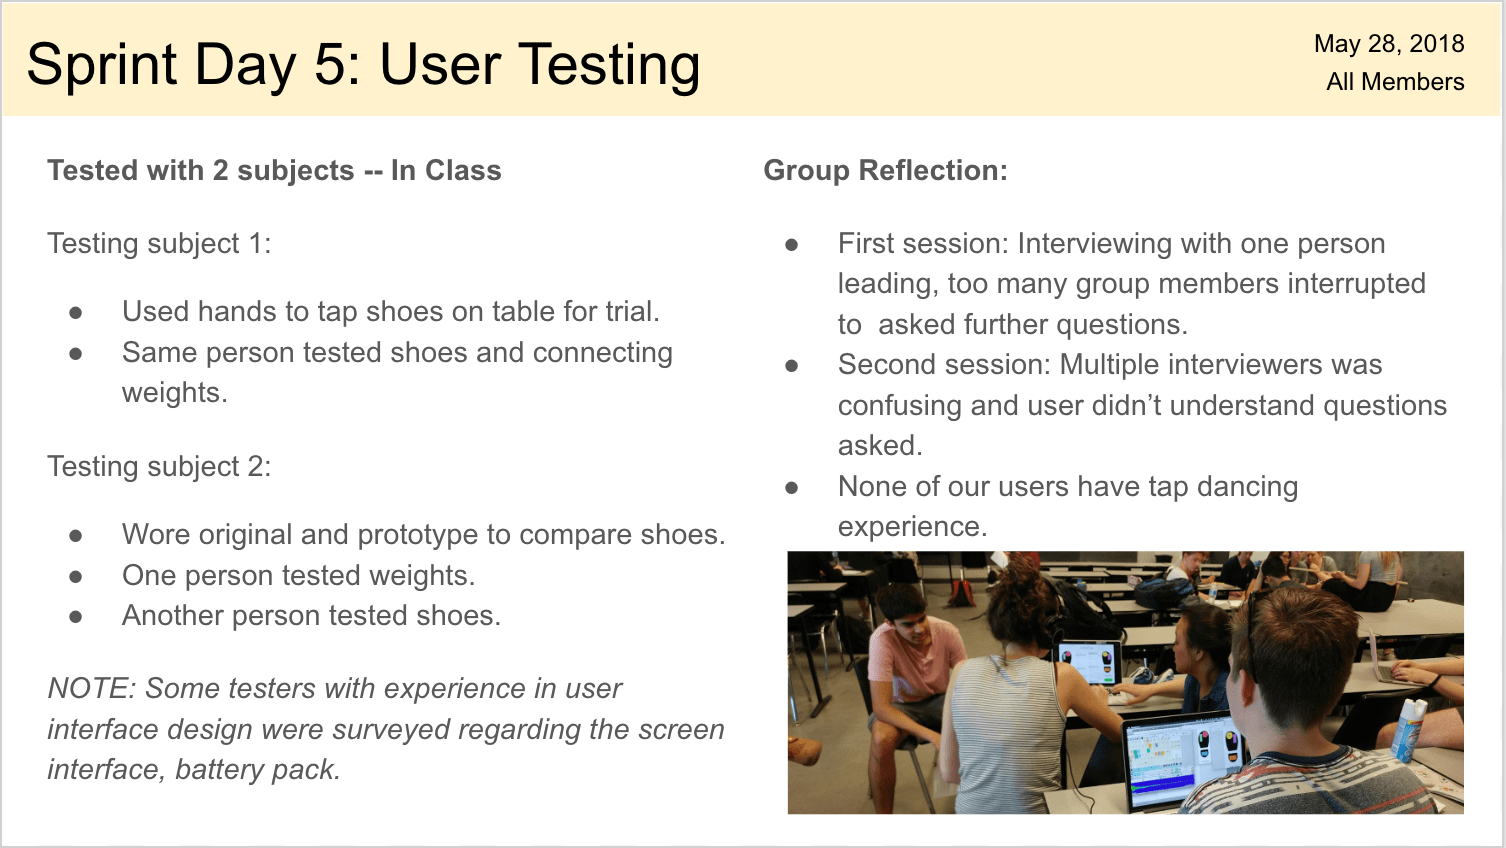 Sprint Day 5: User Testing
May 28, 2018
All Members
Tested with 2 subjects -- In Class
Testing subject 1:
● Used hands to tap shoes on table for trial.
● Same person tested shoes and connecting
weights.
Testing subject 2:
● Wore original and prototype to compare shoes.
● One person tested weights.
● Another person tested shoes.
NOTE: Some testers with experience in user
interface design were surveyed regarding the screen
interface, battery pack.
Group Reflection:
● First session: Interviewing with one person
leading, too many group members interrupted
to  asked further questions.
● Second session: Multiple interviewers was
confusing and user didn’t understand questions
asked.
● None of our users have tap dancing
experience.